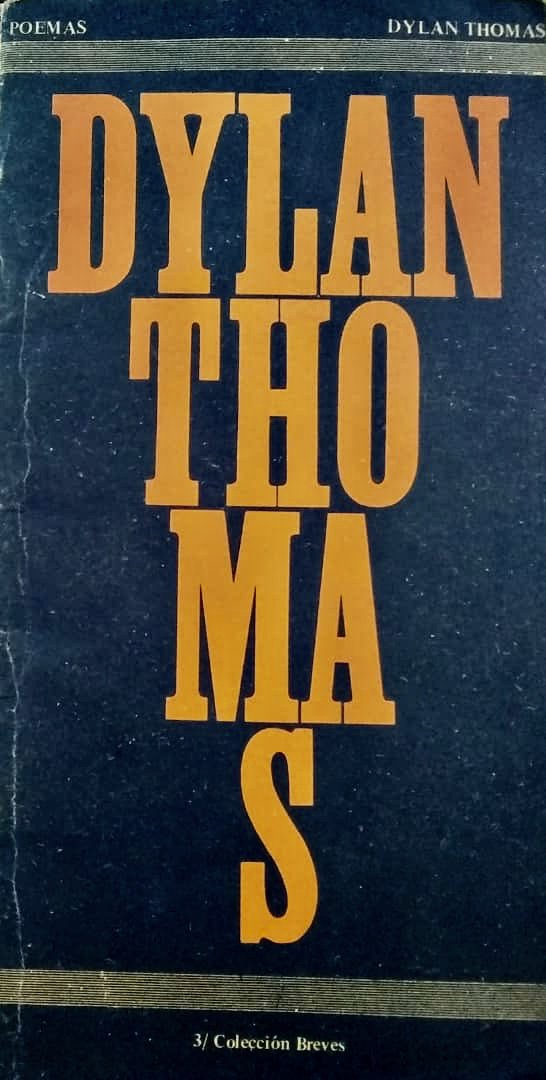 POEMAS DYLAN THOMAS
DYLAN
THO
MA
S
3/ Colección Breves